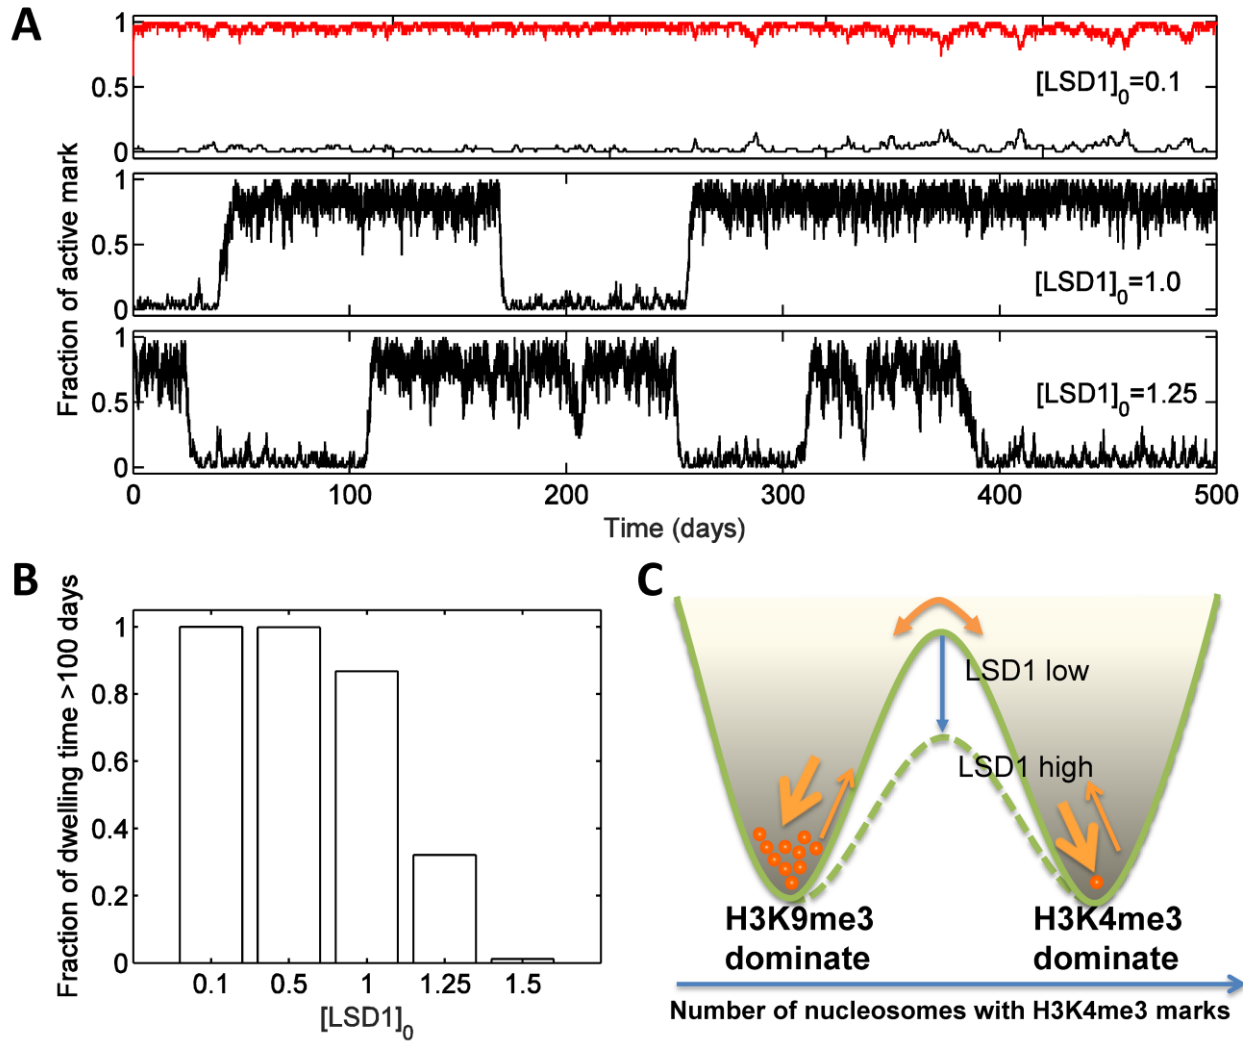 A
1
0.5
0
[LSD1]0=0.1
1
0.5
0
[LSD1]0=1.0
1
0.5
0
[LSD1]0=1.25
Fraction of active mark
0 100 200 300 400 500
Time (days)
B
Fraction of dwelling time >100 days
1
0.8
0.6
0.4
0.2
0
0.1 0.5 1 1.25 1.5
[LSD1]0
C
LSD1 low
LSD1 high
H3K9me3 H3K4me3
dominate dominate
Number of nucleosomes with H3K4me3 marks